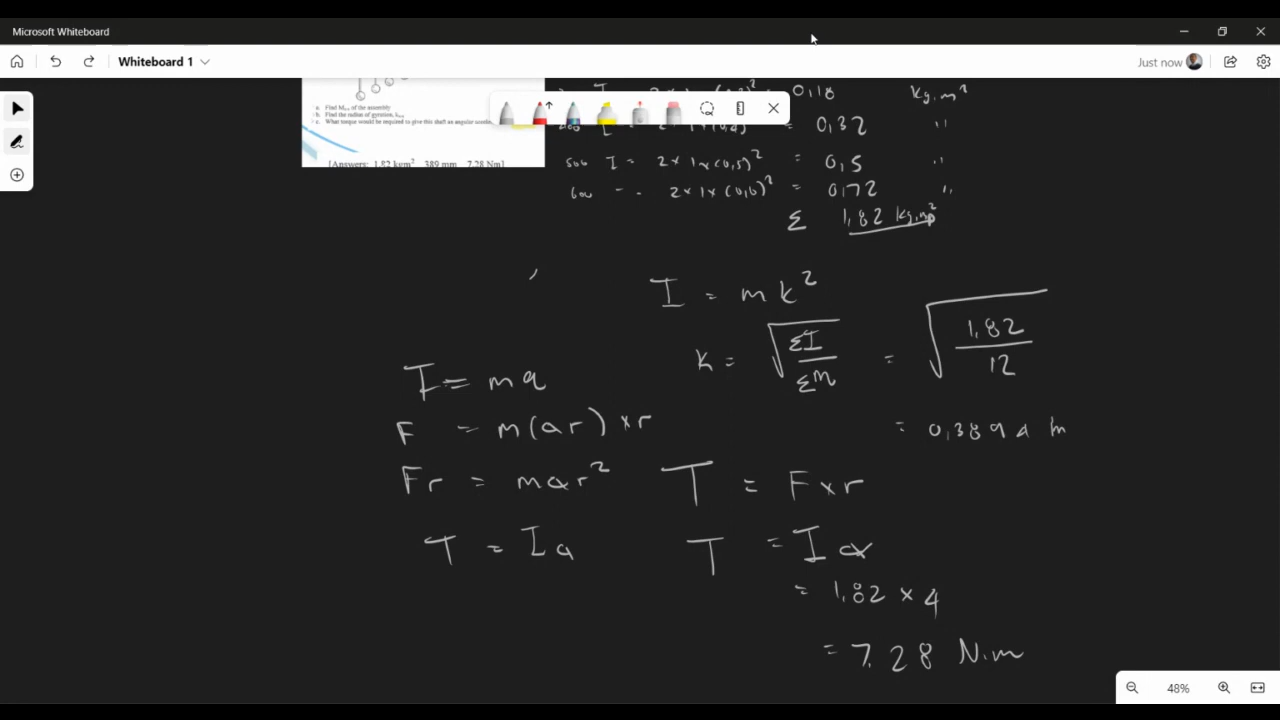 Microsoft Whiteboard
Whiteboard 1
Just now
a. Find M of the assembly
b. Find the radius of gyration, k
c. What torque would be required to give this shaft as angular
[Answers: 1.82 kgm² 389 mm 7.28 Nm]
0,18 kg.m²
= 0,32 "
500 I = 2 × 1 × (0,5)² = 0,5 "
600 -- 2 × 1 × (0,6)² = 0,72 "
Σ 1,82 kg.m²
I = mk²
k = √ΣI/Σm = √1,82/12
= 0,389 m
F = ma
F = m(αr) × r
Fr = mαr² T = F×r
T = Iα T = Iα
= 1.82 × 4
= 7.28 N.m
48%